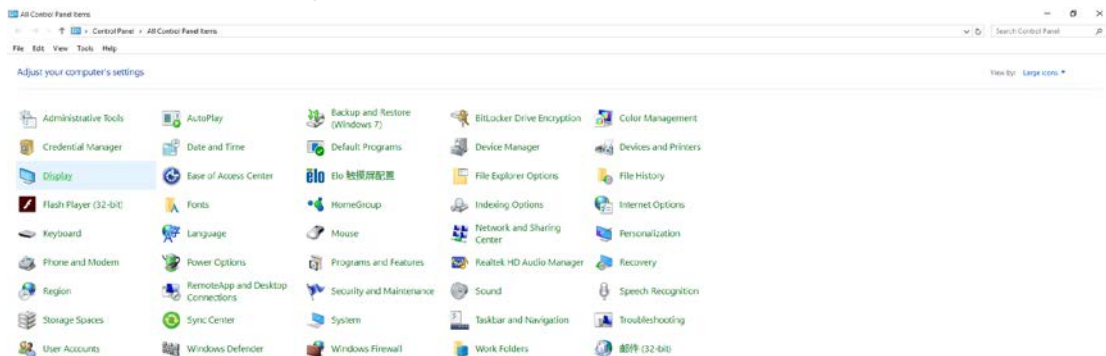 All Control Panel Items
Control Panel › All Control Panel Items
Search Control Panel
File Edit View Tools Help
Adjust your computer's settings
View by: Large icons
Administrative Tools
AutoPlay
Backup and Restore
(Windows 7)
BitLocker Drive Encryption
Color Management
Credential Manager
Date and Time
Default Programs
Device Manager
Devices and Printers
Display
Ease of Access Center
elo
Elo 触摸屏配置
File Explorer Options
File History
Flash Player (32-bit)
Fonts
HomeGroup
Indexing Options
Internet Options
Keyboard
Language
Mouse
Network and Sharing
Center
Personalization
Phone and Modem
Power Options
Programs and Features
Realtek HD Audio Manager
Recovery
Region
RemoteApp and Desktop
Connections
Security and Maintenance
Sound
Speech Recognition
Storage Spaces
Sync Center
System
Taskbar and Navigation
Troubleshooting
User Accounts
Windows Defender
Windows Firewall
Work Folders
邮件 (32-bit)